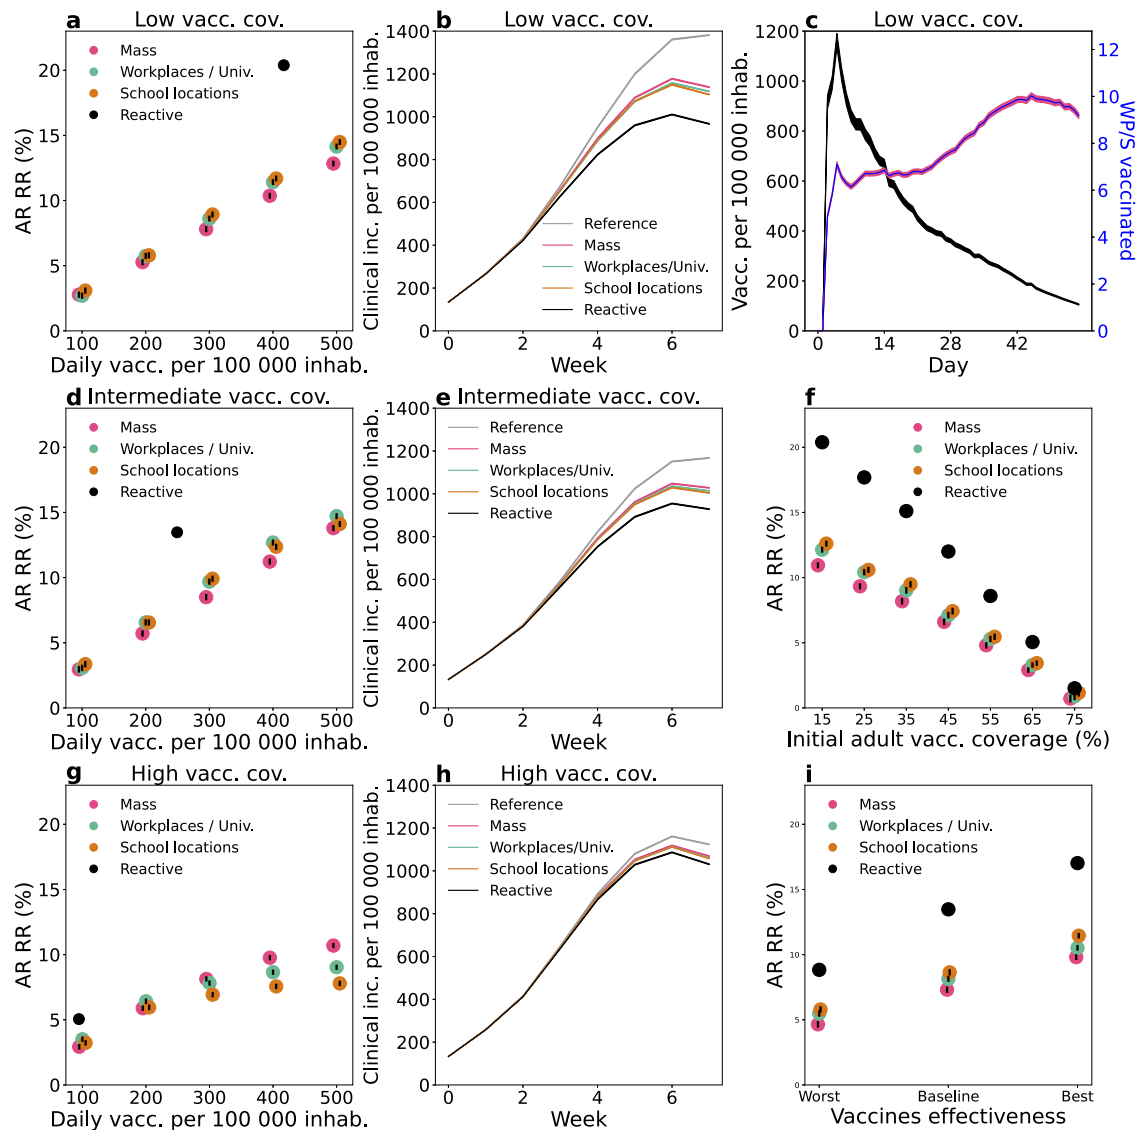 a Low vacc. cov.
20
15
10
5
0
AR RR (%)
Mass
Workplaces / Univ.
School locations
Reactive
100 200 300 400 500
Daily vacc. per 100 000 inhab.
b Low vacc. cov.
1400
1200
1000
800
600
400
200
0
Clinical inc. per 100 000 inhab.
Reference
Mass
Workplaces/Univ.
School locations
Reactive
0 2 4 6
Week
c Low vacc. cov.
1200
1000
800
600
400
200
0
Vacc. per 100 000 inhab.
12
10
8
6
4
2
0
WP/S vaccinated
0 14 28 42
Day
d Intermediate vacc. cov.
20
15
10
5
0
AR RR (%)
Mass
Workplaces / Univ.
School locations
Reactive
100 200 300 400 500
Daily vacc. per 100 000 inhab.
e Intermediate vacc. cov.
1400
1200
1000
800
600
400
200
0
Clinical inc. per 100 000 inhab.
Reference
Mass
Workplaces/Univ.
School locations
Reactive
0 2 4 6
Week
f
20
15
10
5
0
AR RR (%)
Mass
Workplaces / Univ.
School locations
Reactive
15 25 35 45 55 65 75
Initial adult vacc. coverage (%)
g High vacc. cov.
20
15
10
5
0
AR RR (%)
Mass
Workplaces / Univ.
School locations
Reactive
100 200 300 400 500
Daily vacc. per 100 000 inhab.
h High vacc. cov.
1400
1200
1000
800
600
400
200
0
Clinical inc. per 100 000 inhab.
Reference
Mass
Workplaces/Univ.
School locations
Reactive
0 2 4 6
Week
i
20
15
10
5
0
AR RR (%)
Mass
Workplaces / Univ.
School locations
Reactive
Worst Baseline Best
Vaccines effectiveness